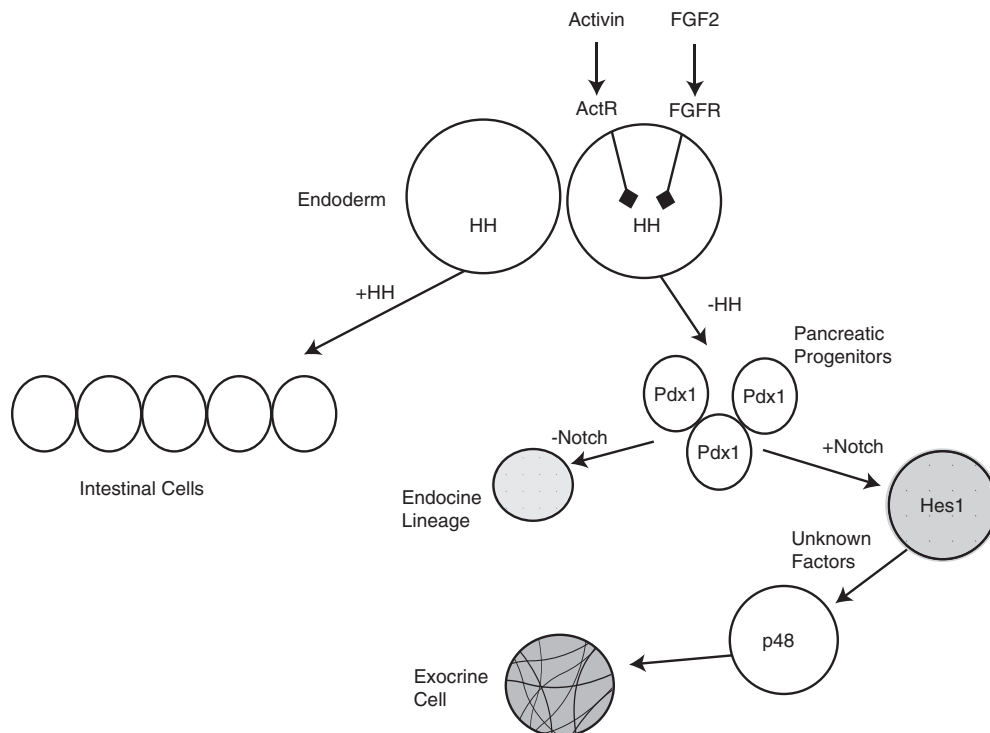 Activin
FGF2
ActR
FGFR
Endoderm
HH
HH
+HH
-HH
Pancreatic
Progenitors
Pdx1
Pdx1
Pdx1
-Notch
+Notch
Intestinal Cells
Endocine
Lineage
Hes1
Unknown
Factors
p48
Exocrine
Cell